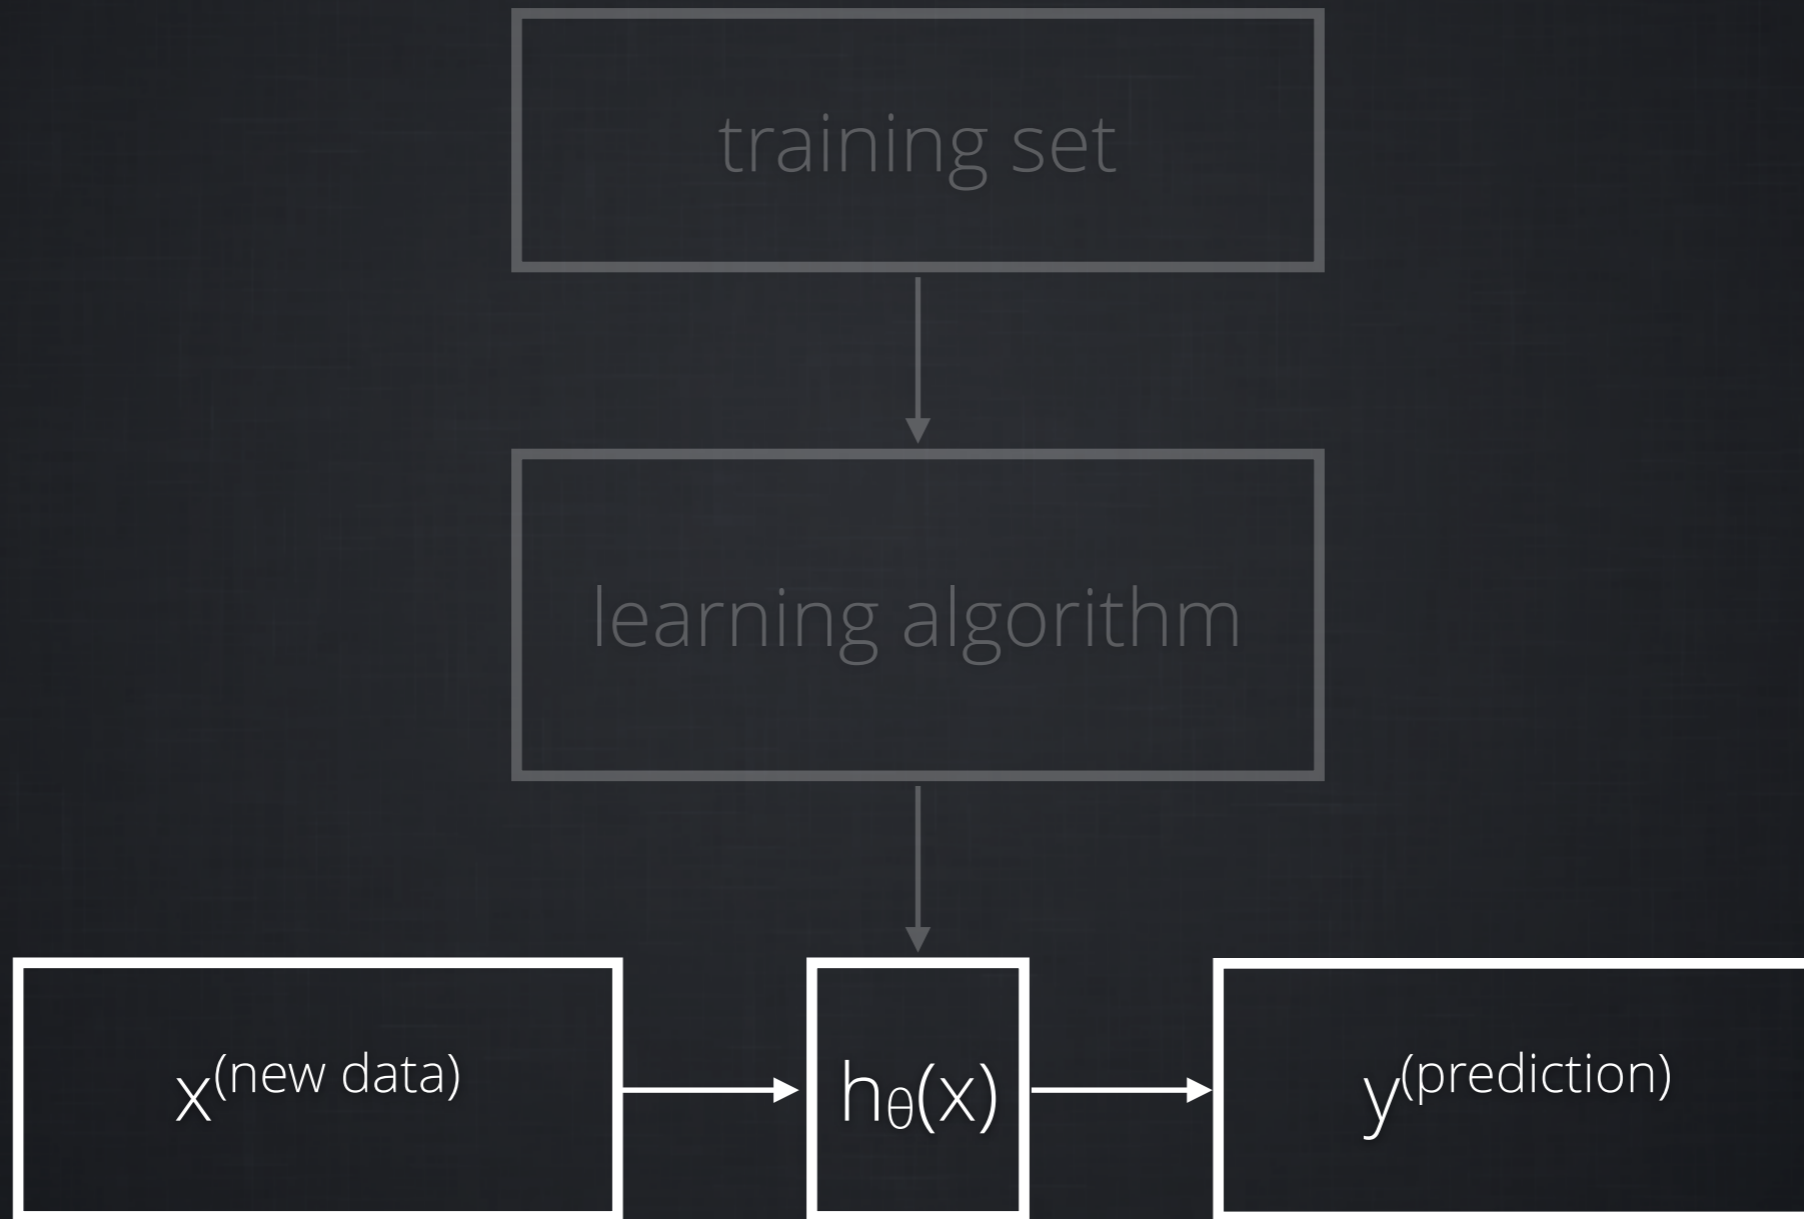 training set
learning algorithm
x(new data)
hθ(x)
y(prediction)